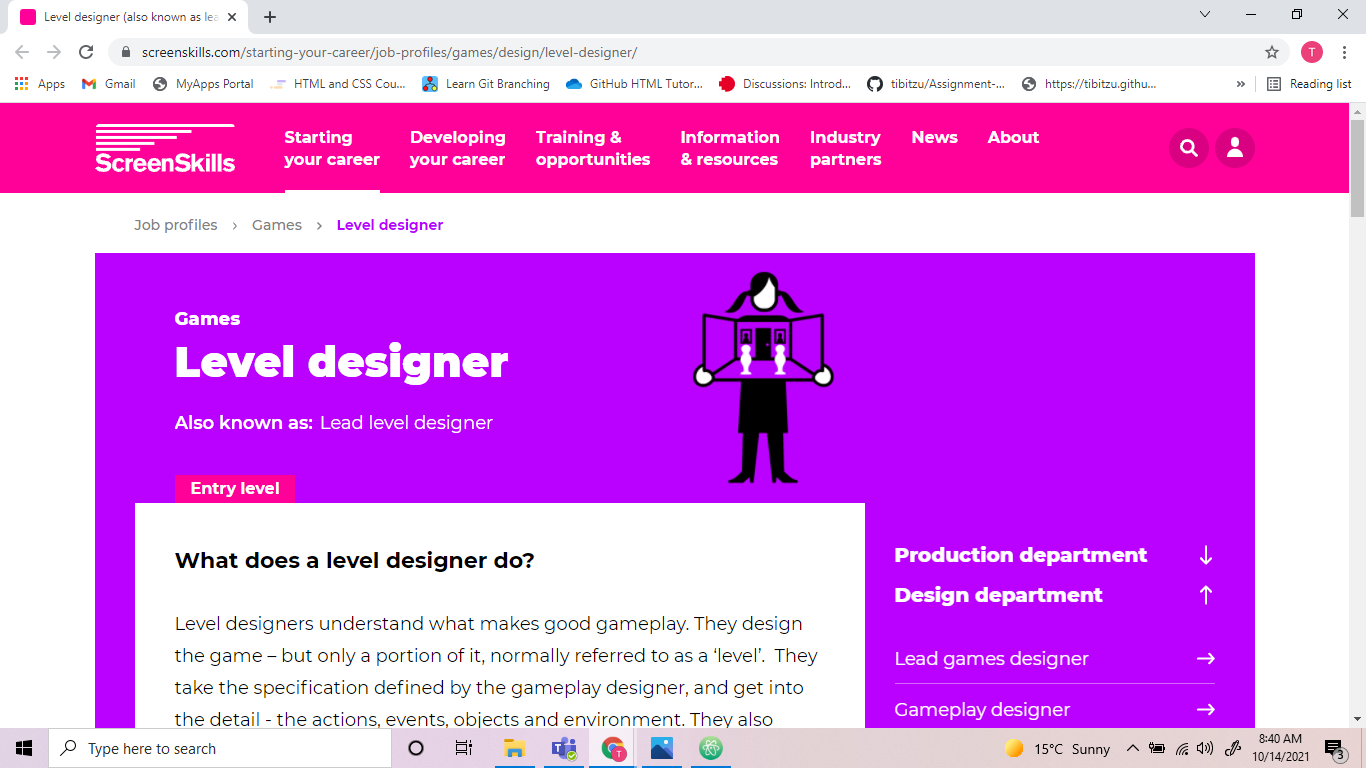 Level designer (also known as lea
screenskills.com/starting-your-career/job-profiles/games/design/level-designer/
T
Apps
Gmail
MyApps Portal
HTML and CSS Cou...
Learn Git Branching
GitHub HTML Tutor...
Discussions: Introd...
tibitzu/Assignment-...
https://tibitzu.githu...
»
Reading list
ScreenSkills
Starting
your career
Developing
your career
Training &
opportunities
Information
& resources
Industry
partners
News
About
Job profiles > Games > Level designer
Games
Level designer
Also known as: Lead level designer
Entry level
What does a level designer do?
Level designers understand what makes good gameplay. They design
the game – but only a portion of it, normally referred to as a ‘level’. They
take the specification defined by the gameplay designer, and get into
the detail - the actions, events, objects and environment. They also
Production department
Design department
Lead games designer
Gameplay designer
Type here to search
T
15°C Sunny
8:40 AM
10/14/2021
3